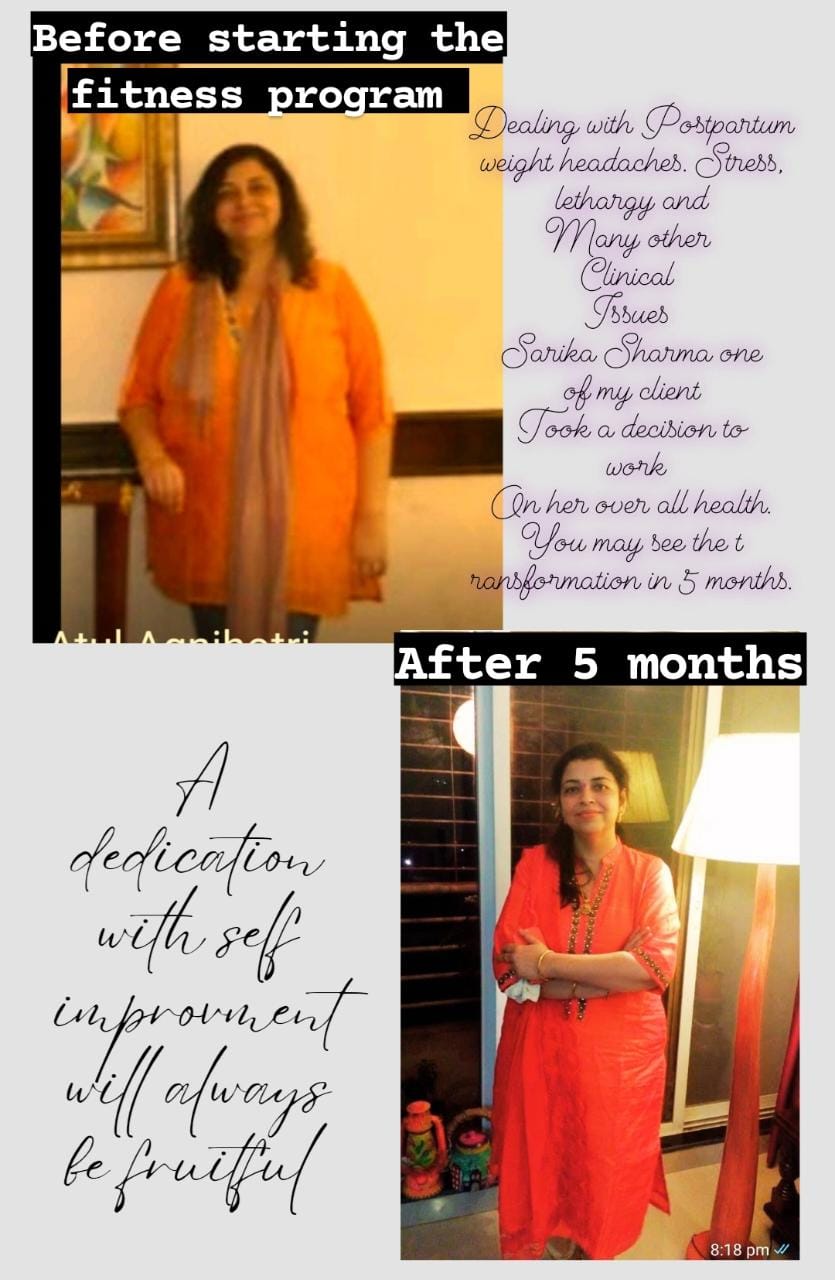 Before starting the
fitness program
Dealing with Postpartum
weight headaches. Stress,
lethargy and
Many other
Clinical
Issues
Sarika Sharma one
of my client
Took a decision to
work
On her over all health.
You may see the t
ransformation in 5 months.
Atul Agnihotri
After 5 months
A
dedication
with self
improvment
will always
be fruitful
8:18 pm